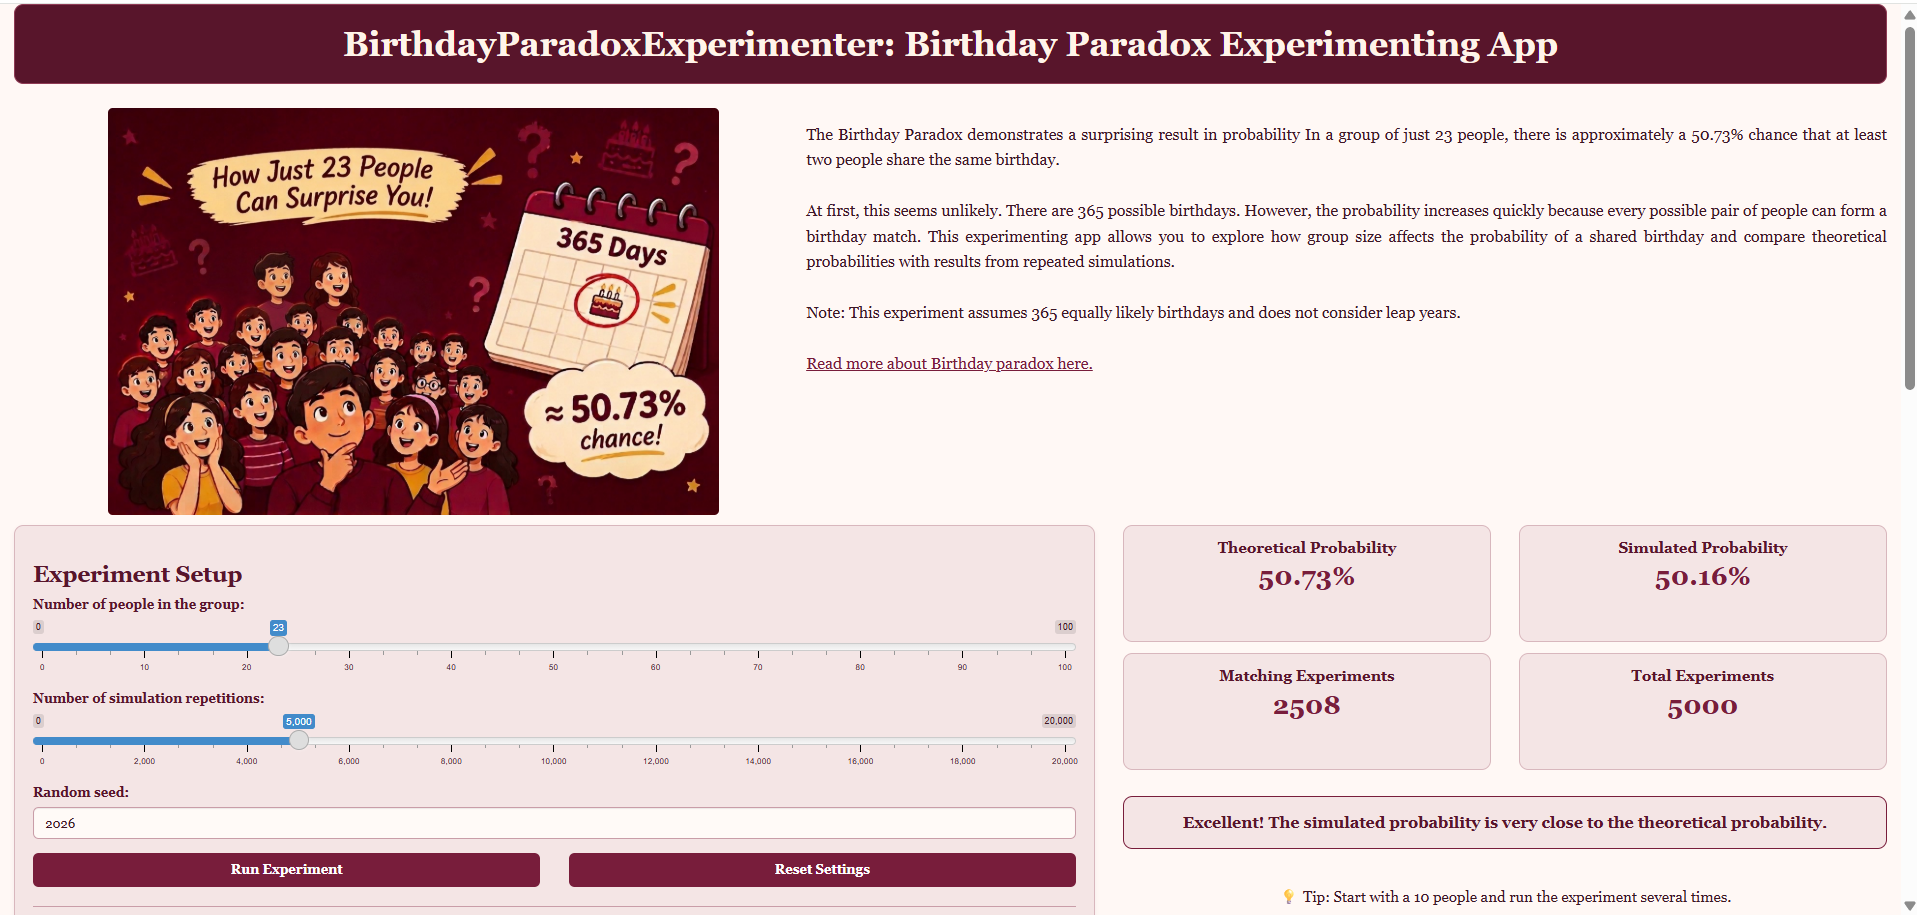 BirthdayParadoxExperimenter: Birthday Paradox Experimenting App
How Just 23 People
Can Surprise You!
365 Days
≈ 50.73%
chance!
The Birthday Paradox demonstrates a surprising result in probability In a group of just 23 people, there is approximately a 50.73% chance that at least
two people share the same birthday.
At first, this seems unlikely. There are 365 possible birthdays. However, the probability increases quickly because every possible pair of people can form a
birthday match. This experimenting app allows you to explore how group size affects the probability of a shared birthday and compare theoretical
probabilities with results from repeated simulations.
Note: This experiment assumes 365 equally likely birthdays and does not consider leap years.
Read more about Birthday paradox here.
Experiment Setup
Number of people in the group:
0 23 100
0 10 20 30 40 50 60 70 80 90 100
Number of simulation repetitions:
0 5,000 20,000
0 2,000 4,000 6,000 8,000 10,000 12,000 14,000 16,000 18,000 20,000
Random seed:
2026
Run Experiment
Reset Settings
Theoretical Probability
50.73%
Simulated Probability
50.16%
Matching Experiments
2508
Total Experiments
5000
Excellent! The simulated probability is very close to the theoretical probability.
💡 Tip: Start with a 10 people and run the experiment several times.